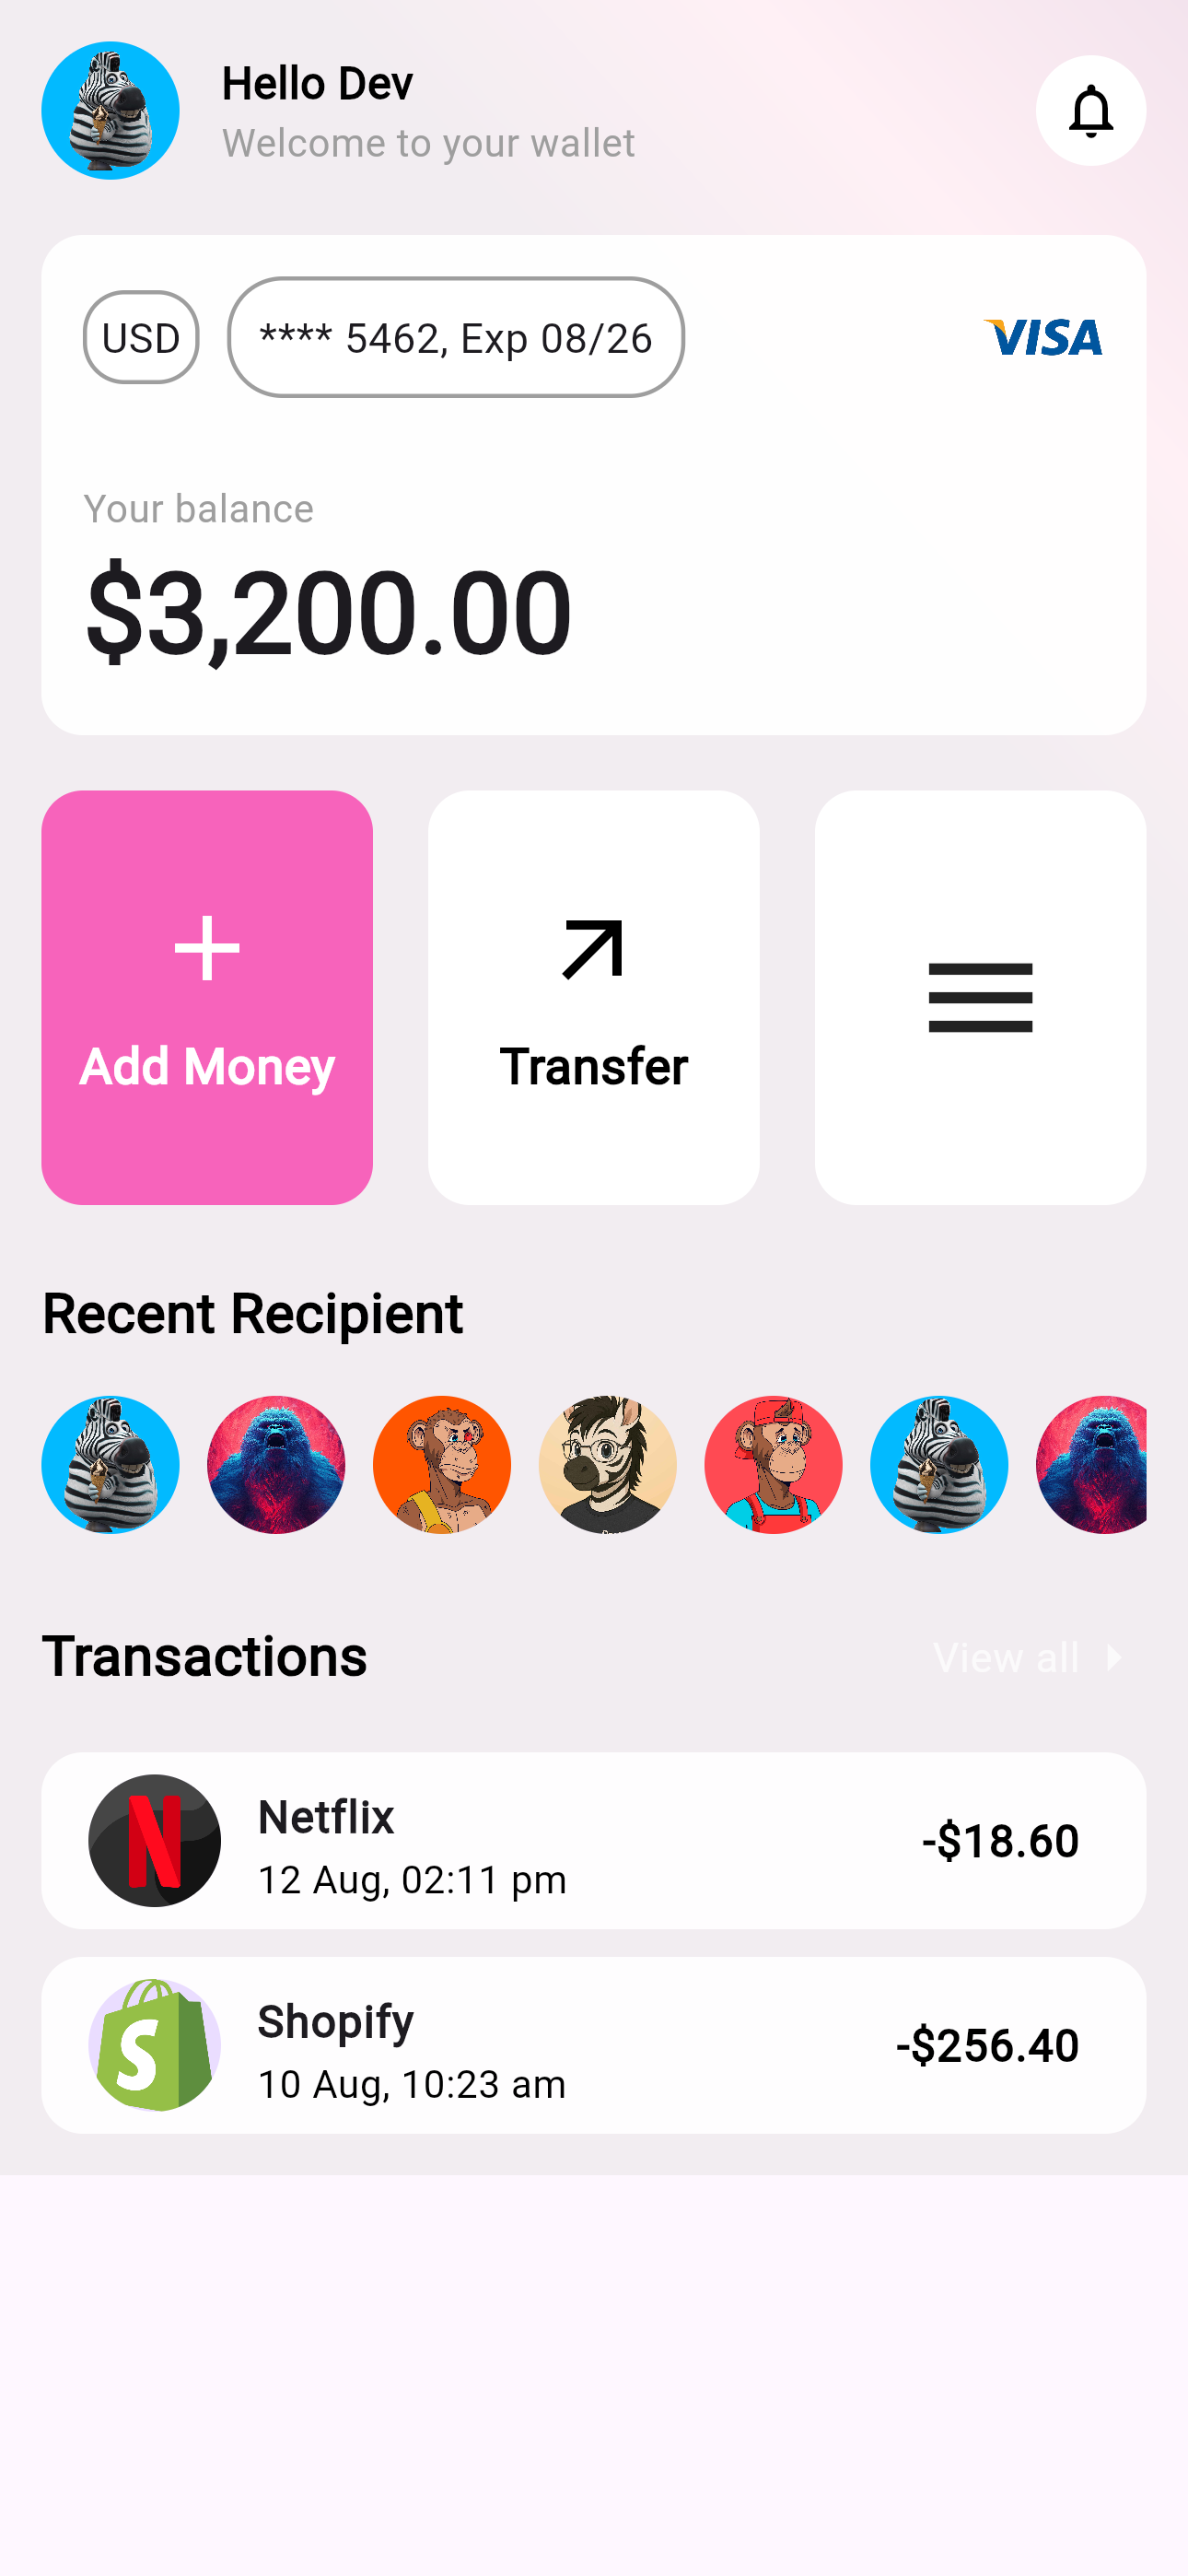 Hello Dev
Welcome to your wallet
USD
**** 5462, Exp 08/26
VISA
Your balance
$3,200.00
Add Money
Transfer
Recent Recipient
Transactions
View all
Netflix
12 Aug, 02:11 pm
-$18.60
Shopify
10 Aug, 10:23 am
-$256.40